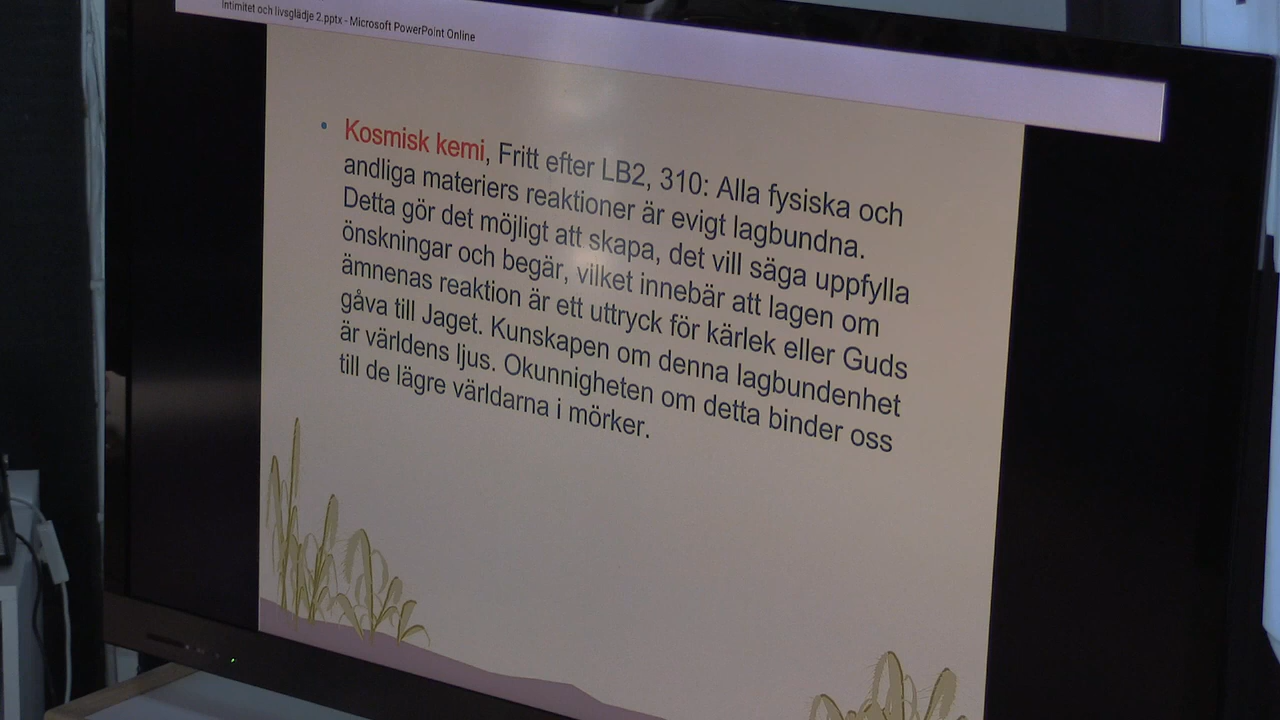 Intimitet och livsglädje 2.pptx - Microsoft PowerPoint Online
• Kosmisk kemi, Fritt efter LB2, 310: Alla fysiska och
andliga materiers reaktioner är evigt lagbundna.
Detta gör det möjligt att skapa, det vill säga uppfylla
önskningar och begär, vilket innebär att lagen om
ämnenas reaktion är ett uttryck för kärlek eller Guds
gåva till Jaget. Kunskapen om denna lagbundenhet
är världens ljus. Okunnigheten om detta binder oss
till de lägre världarna i mörker.